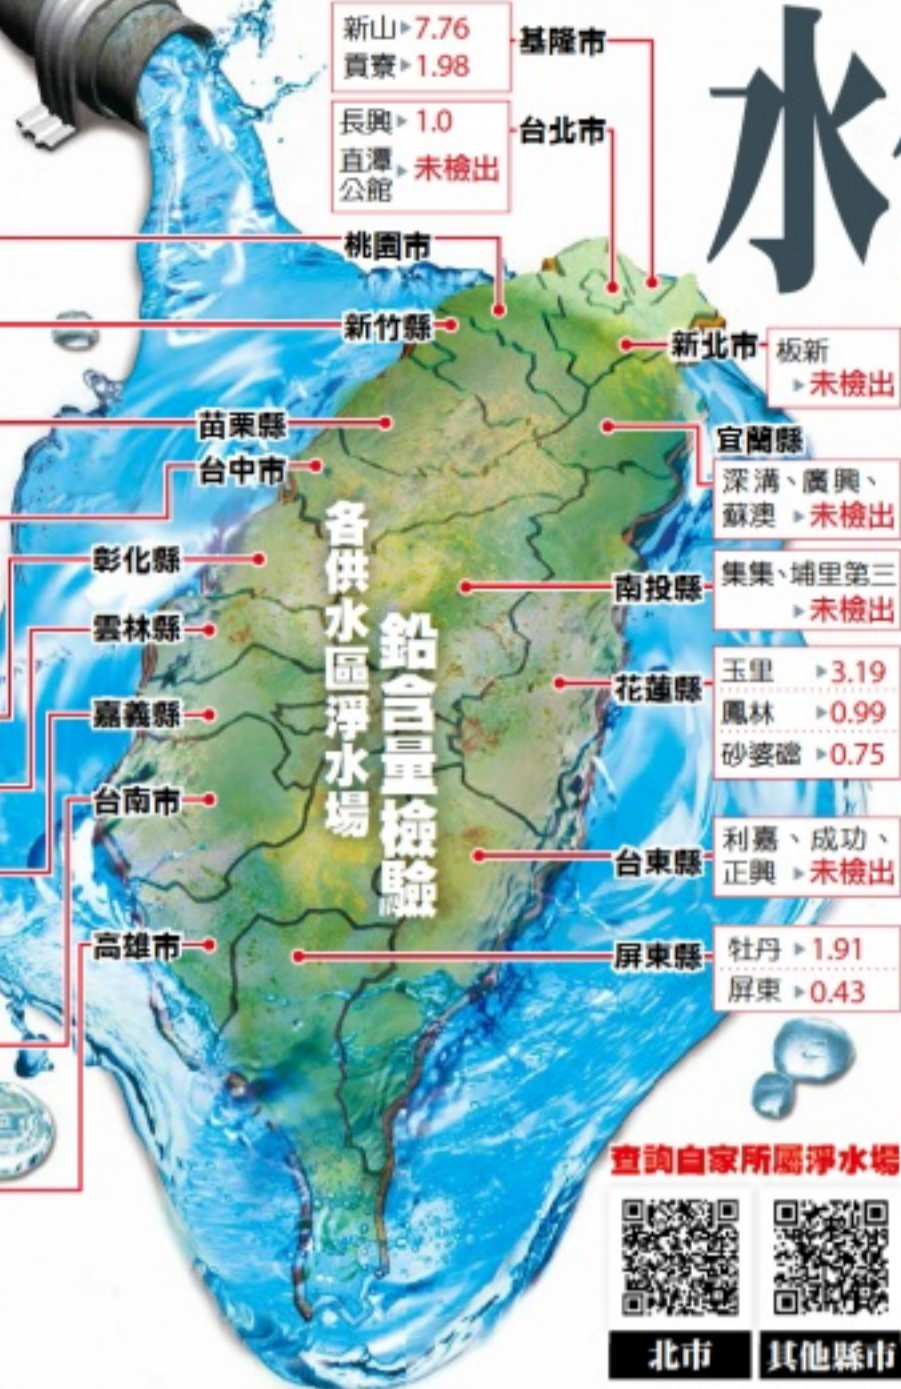 新山▶7.76
貢寮▶1.98
基隆市
長興▶1.0
直潭
公館▶未檢出
台北市
水
桃園市
新竹縣
新北市
板新
▶未檢出
苗栗縣
台中市
宜蘭縣
深溝、廣興、
蘇澳▶未檢出
各供水區淨水場
鉛含量檢驗
彰化縣
南投縣
集集、埔里第三
▶未檢出
雲林縣
花蓮縣
玉里▶3.19
鳳林▶0.99
砂婆礑▶0.75
嘉義縣
台南市
台東縣
利嘉、成功、
正興▶未檢出
高雄市
屏東縣
牡丹▶1.91
屏東▶0.43
查詢自家所屬淨水場
北市
其他縣市